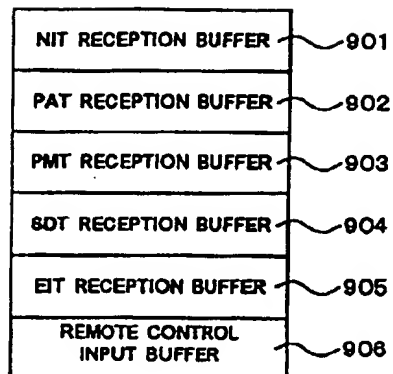 NIT RECEPTION BUFFER 901
PAT RECEPTION BUFFER 902
PMT RECEPTION BUFFER 903
SDT RECEPTION BUFFER 904
EIT RECEPTION BUFFER 905
REMOTE CONTROL
INPUT BUFFER 906